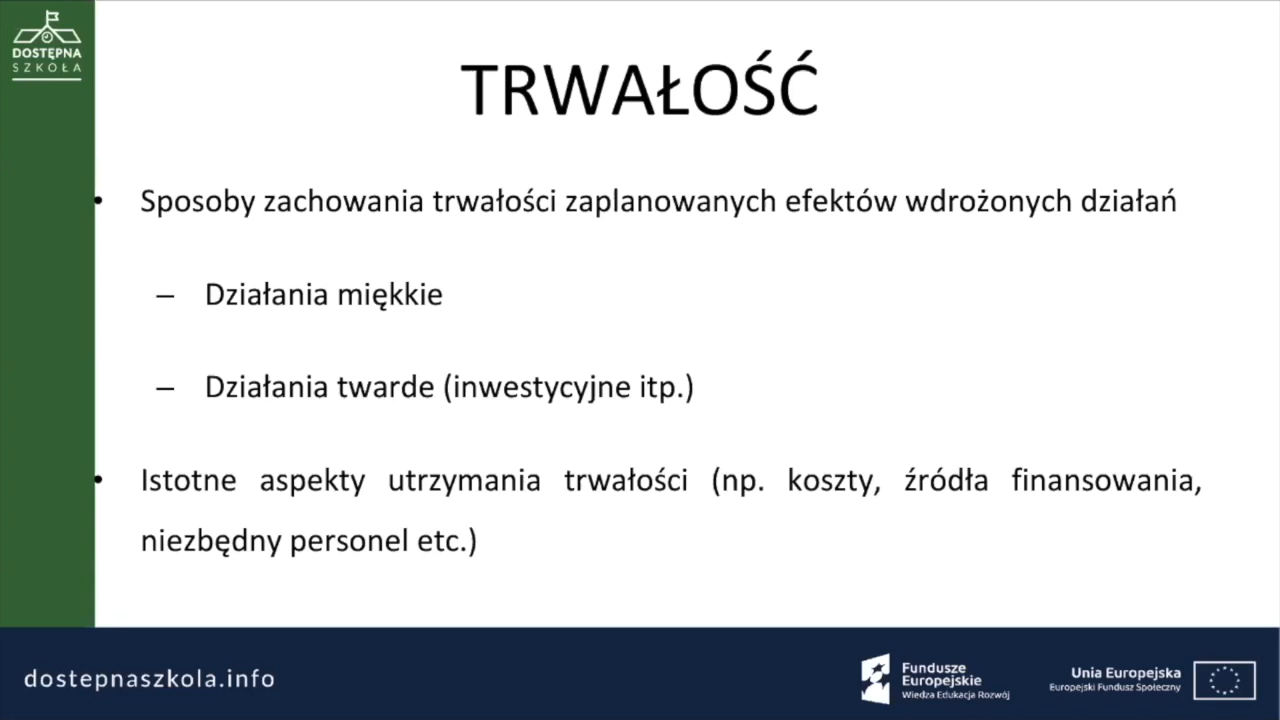 DOSTĘPNA
SZKOŁA
TRWAŁOŚĆ
• Sposoby zachowania trwałości zaplanowanych efektów wdrożonych działań
– Działania miękkie
– Działania twarde (inwestycyjne itp.)
• Istotne aspekty utrzymania trwałości (np. koszty, źródła finansowania,
niezbędny personel etc.)
dostepnaszkola.info
Fundusze
Europejskie
Wiedza Edukacja Rozwój
Unia Europejska
Europejski Fundusz Społeczny